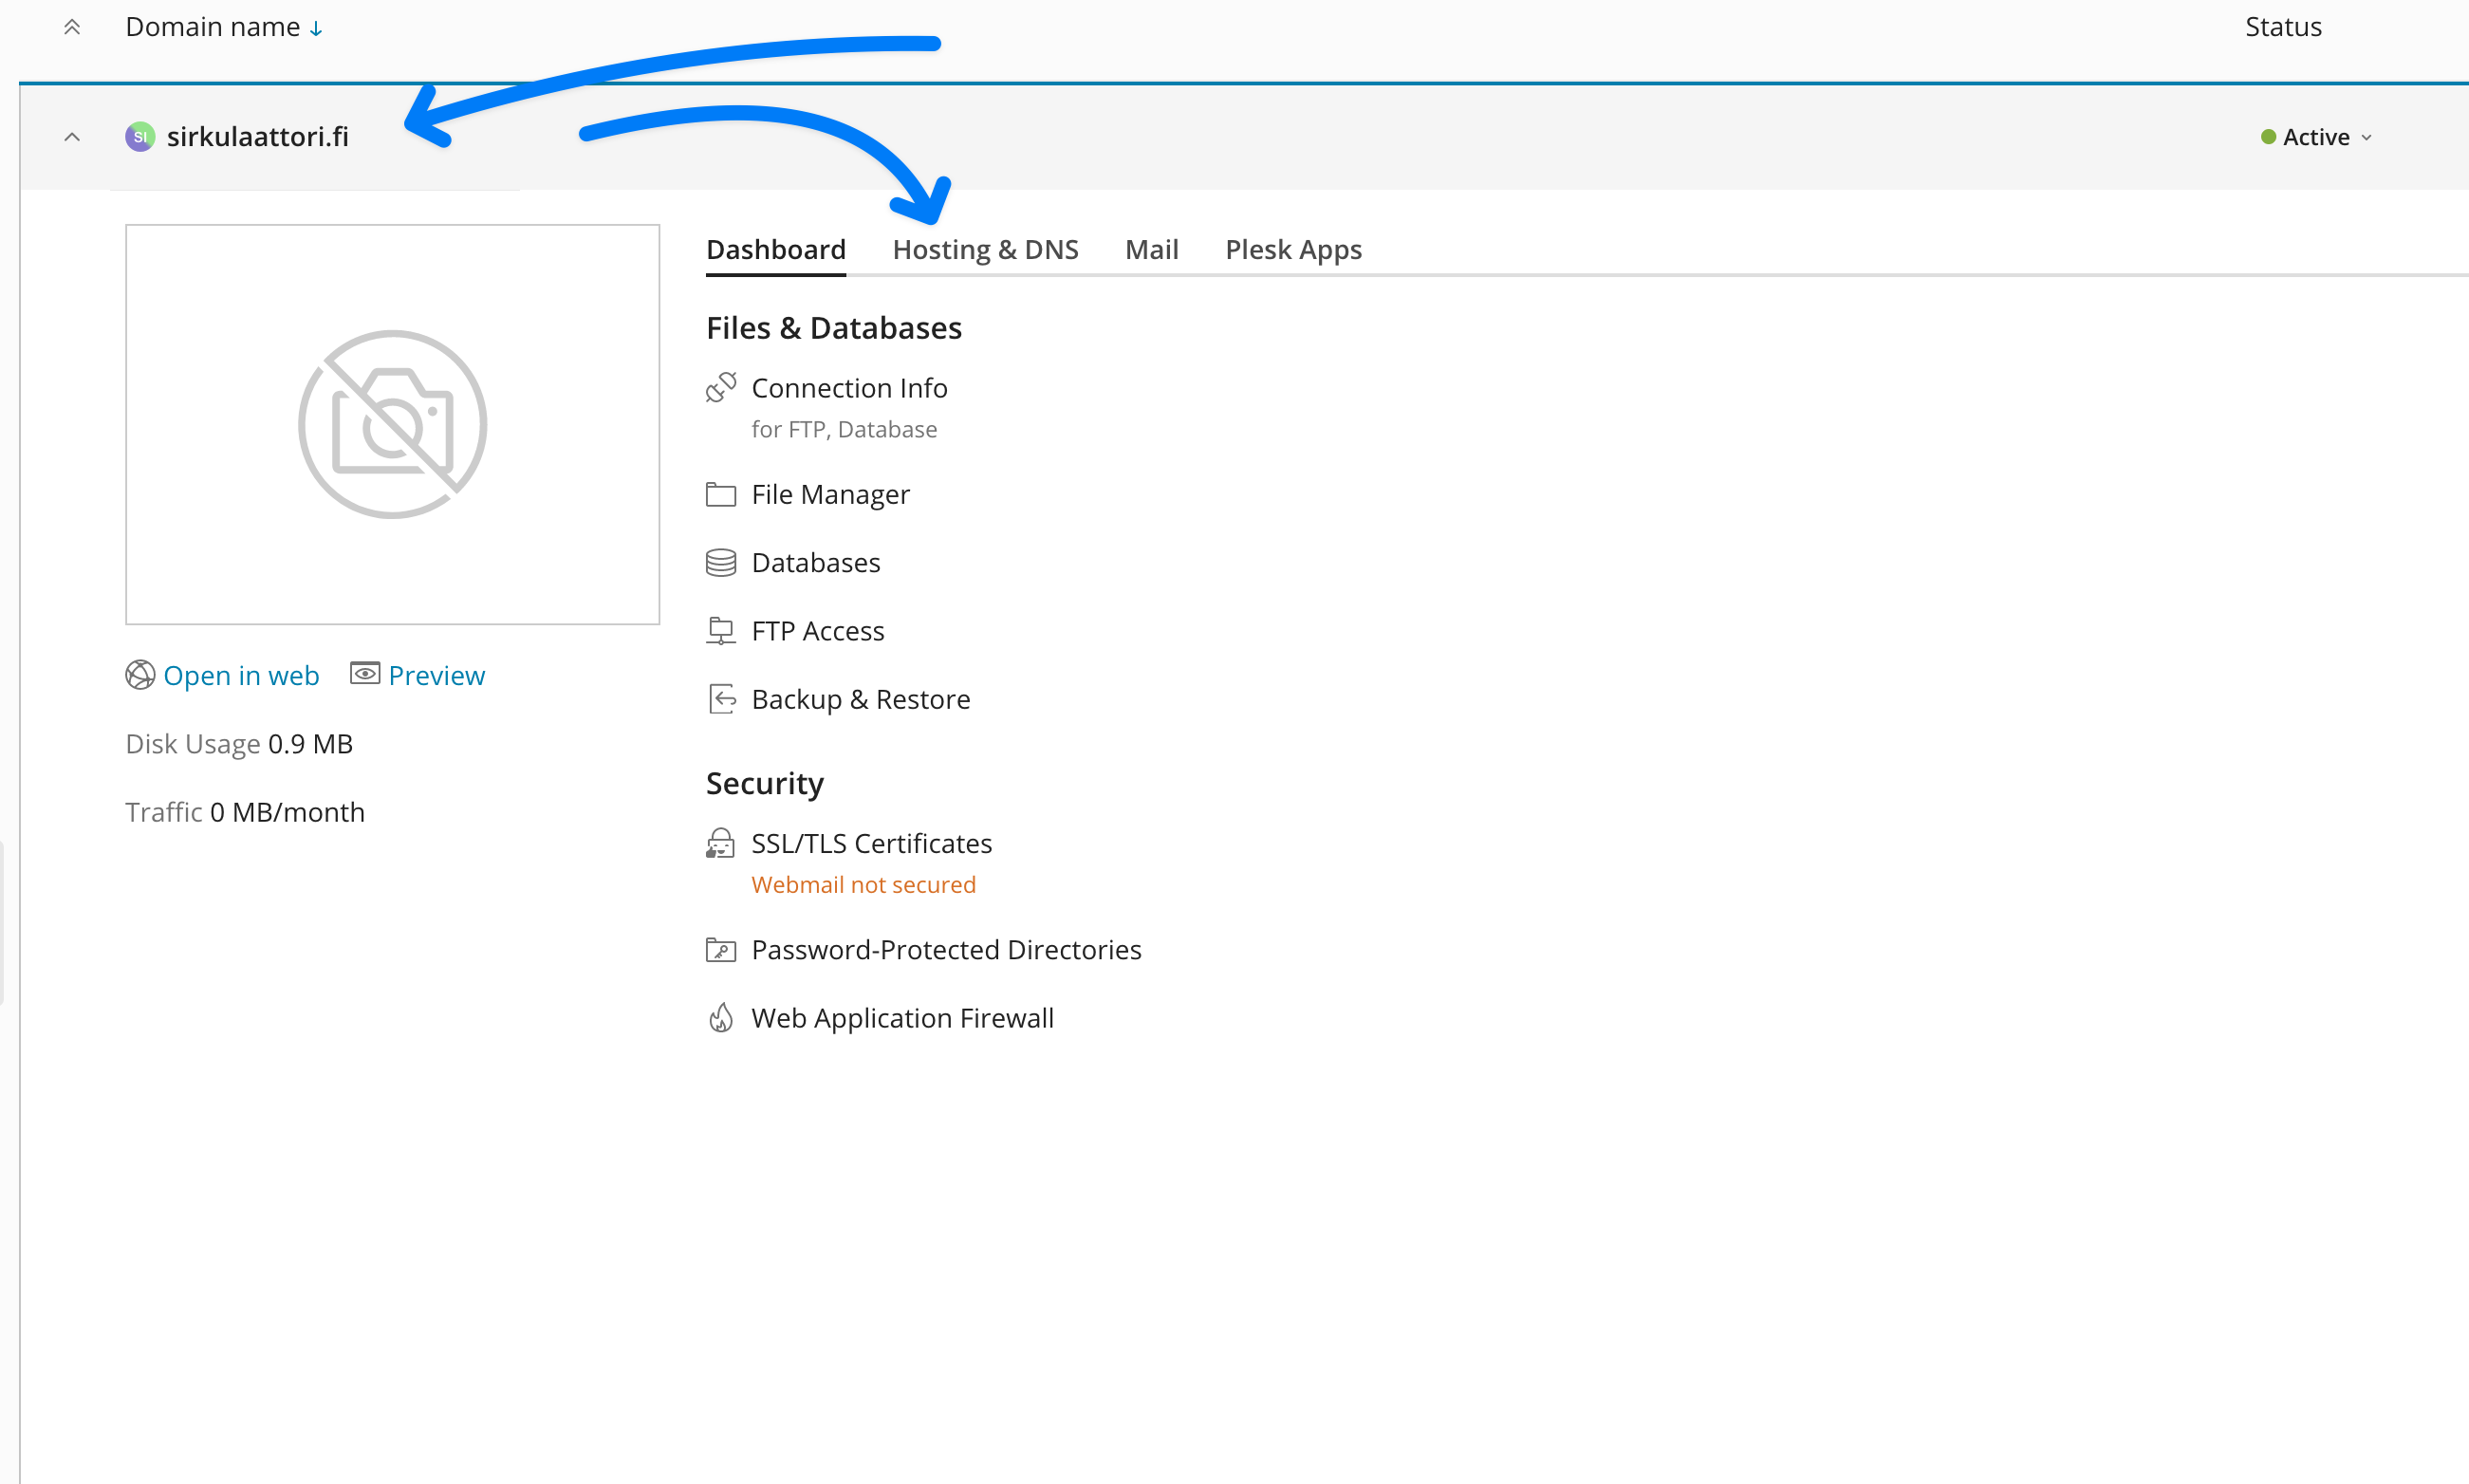 Domain name ↓ Status
SI sirkulaattori.fi Active
Dashboard Hosting & DNS Mail Plesk Apps
Files & Databases
Connection Info
for FTP, Database
File Manager
Databases
FTP Access
Backup & Restore
Open in web Preview
Disk Usage 0.9 MB
Traffic 0 MB/month
Security
SSL/TLS Certificates
Webmail not secured
Password-Protected Directories
Web Application Firewall